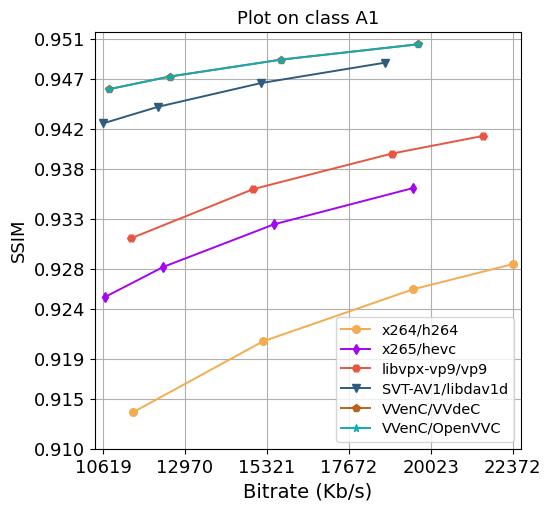 Plot on class A1
0.951
0.947
0.942
0.938
0.933
0.928
0.924
0.919
0.915
0.910
SSIM
x264/h264
x265/hevc
libvpx-vp9/vp9
SVT-AV1/libdav1d
VVenC/VVdeC
VVenC/OpenVVC
10619 12970 15321 17672 20023 22372
Bitrate (Kb/s)